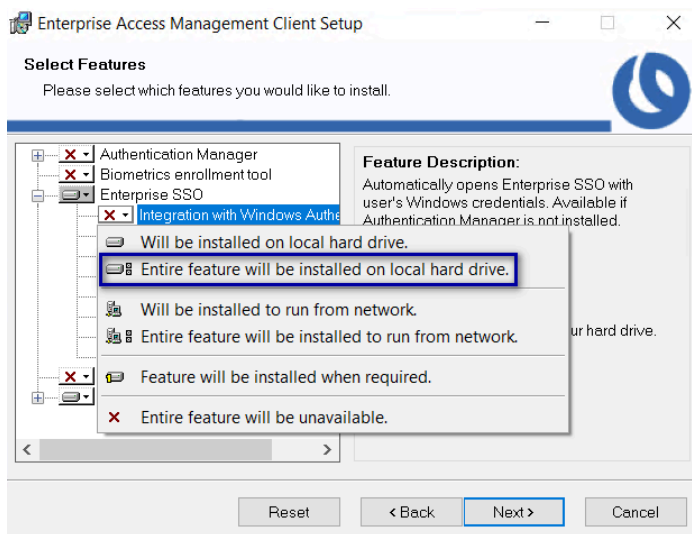 Enterprise Access Management Client Setup
Select Features
Please select which features you would like to install.
Authentication Manager
Biometrics enrollment tool
Enterprise SSO
Integration with Windows Authe
Feature Description:
Automatically opens Enterprise SSO with
user's Windows credentials. Available if
Authentication Manager is not installed.
Will be installed on local hard drive.
Entire feature will be installed on local hard drive.
Will be installed to run from network.
Entire feature will be installed to run from network.
ur hard drive.
Feature will be installed when required.
Entire feature will be unavailable.
Reset
< Back
Next >
Cancel